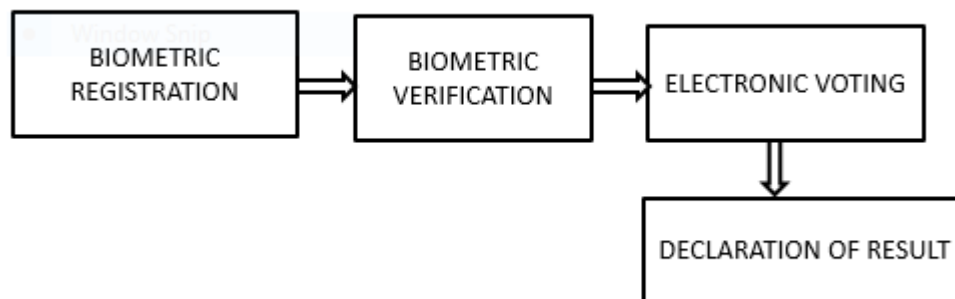 Window Snip
BIOMETRIC
REGISTRATION
BIOMETRIC
VERIFICATION
ELECTRONIC VOTING
DECLARATION OF RESULT